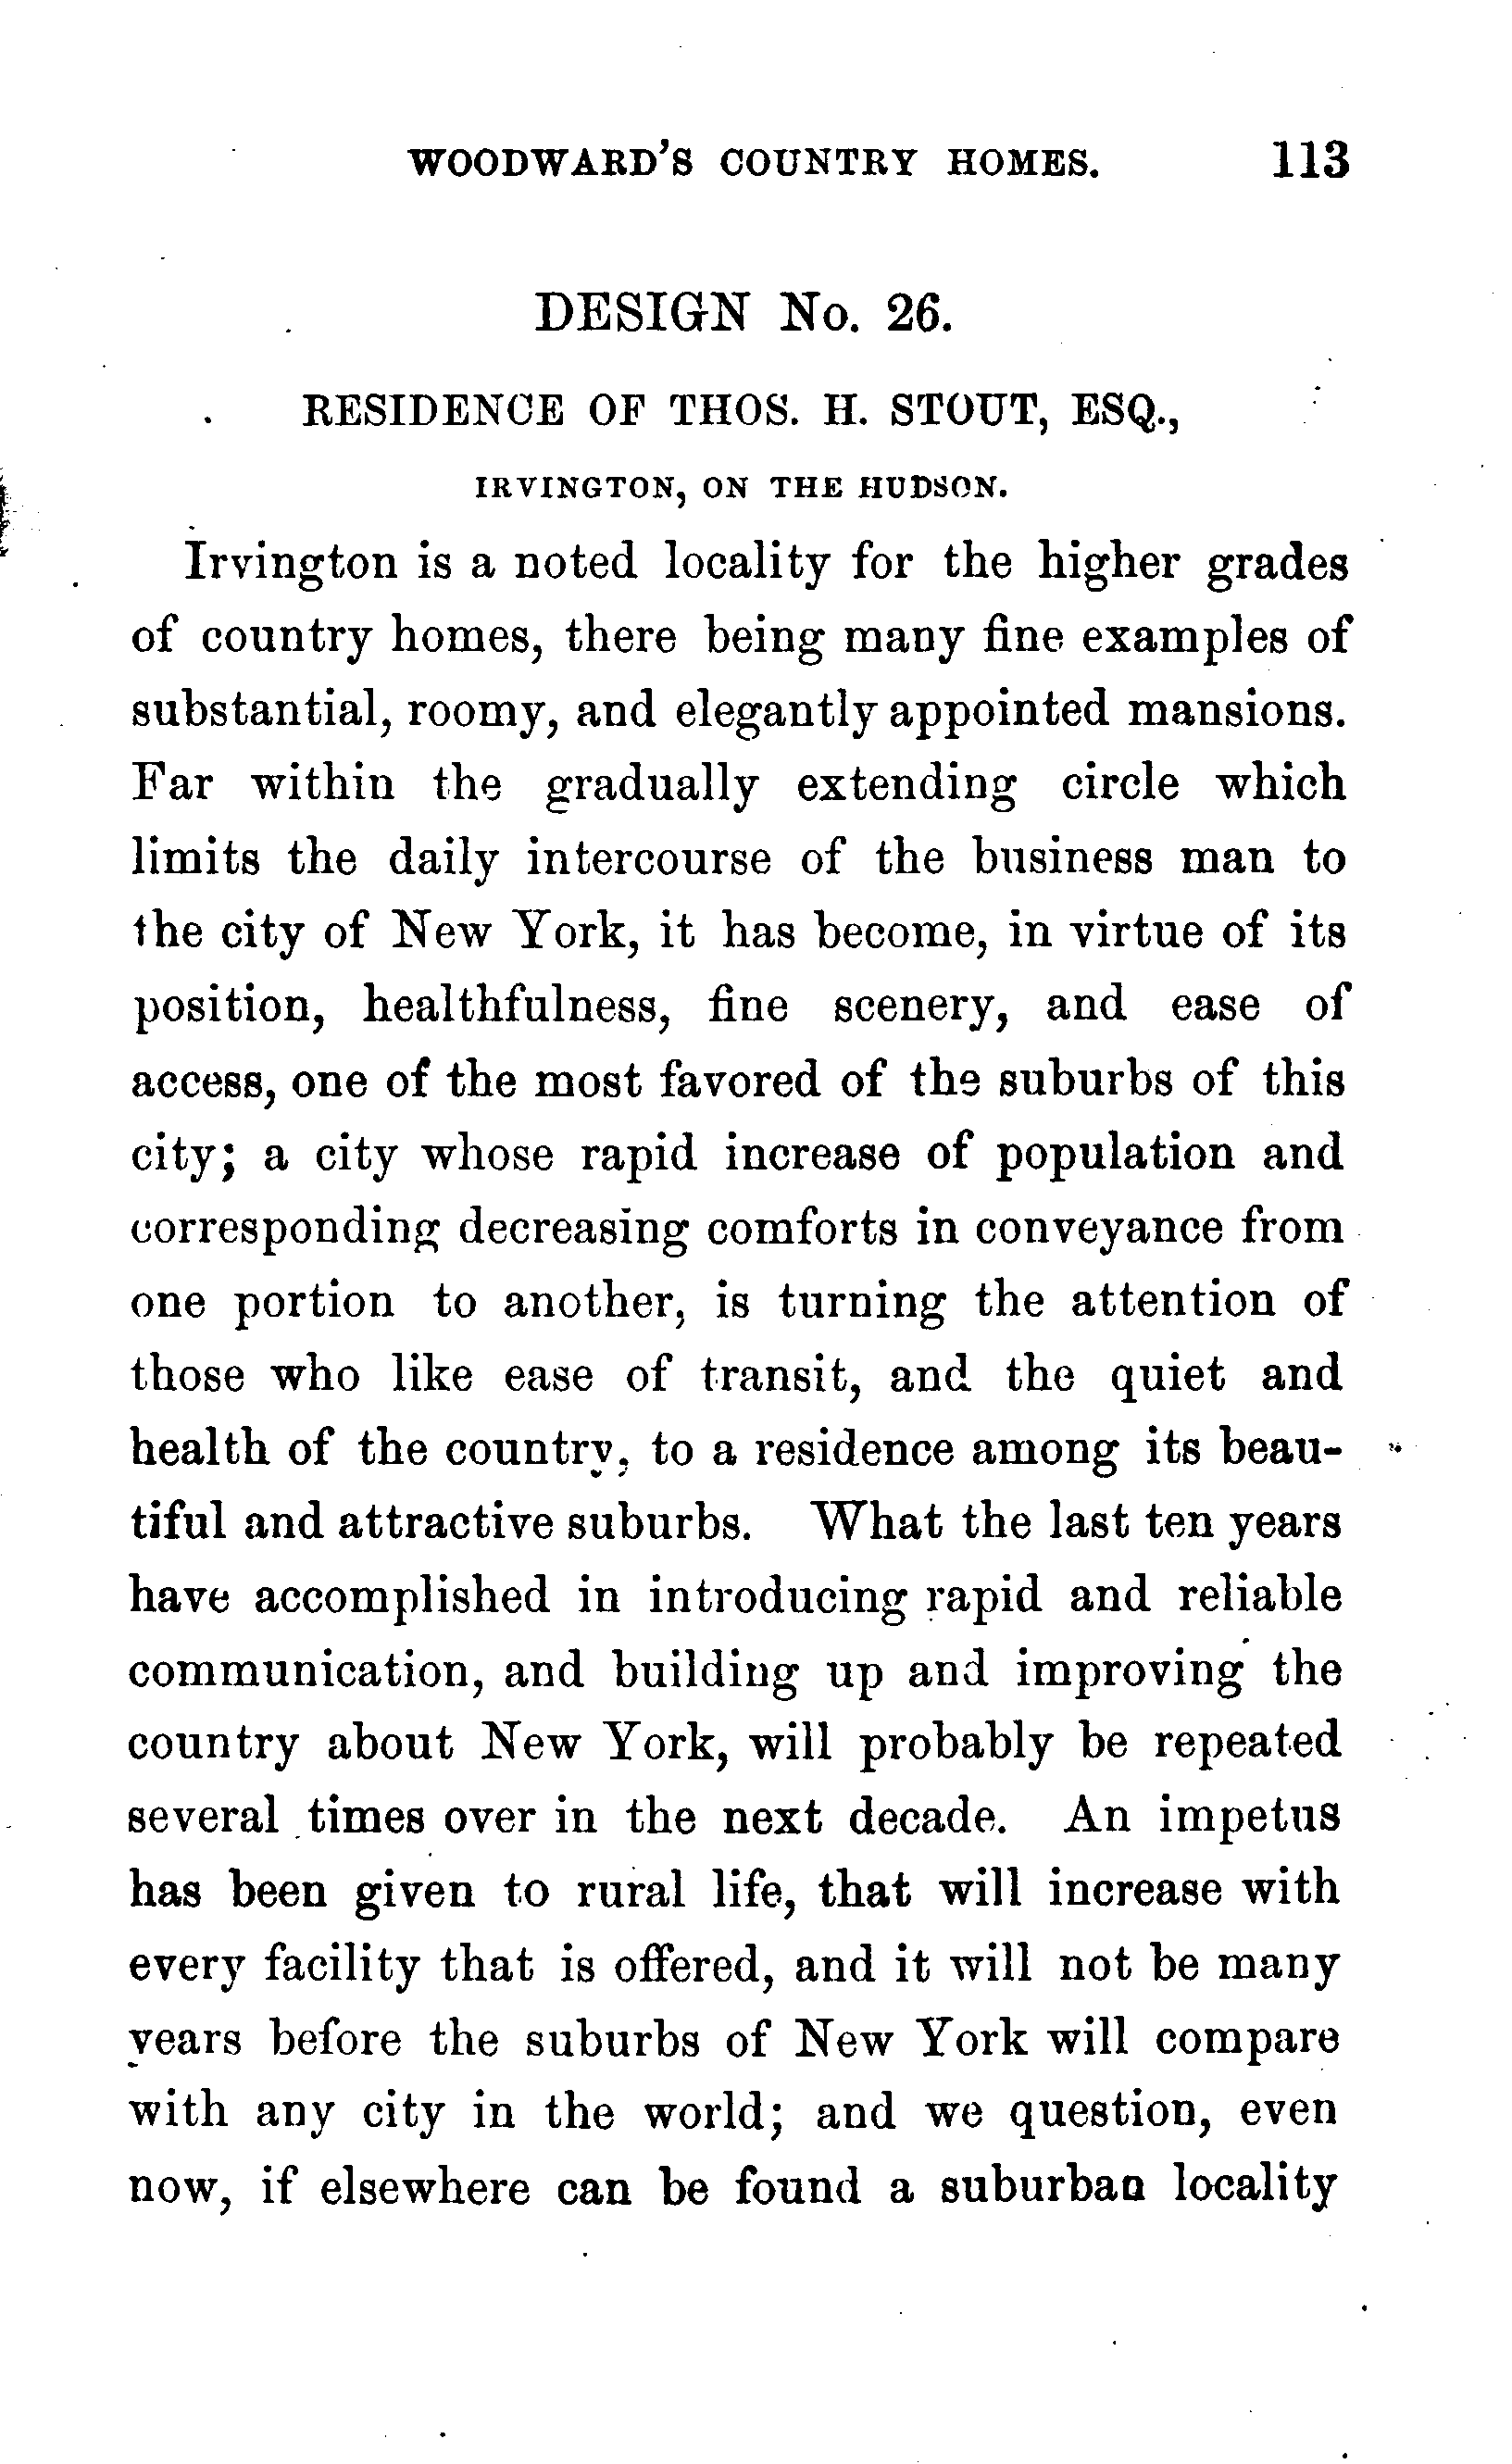 WOODWARD'S COUNTRY HOMES. 113
DESIGN No. 26.
RESIDENCE OF THOS. H. STOUT, ESQ.,
IRVINGTON, ON THE HUDSON.
Irvington is a noted locality for the higher grades
of country homes, there being many fine examples of
substantial, roomy, and elegantly appointed mansions.
Far within the gradually extending circle which
limits the daily intercourse of the business man to
the city of New York, it has become, in virtue of its
position, healthfulness, fine scenery, and ease of
access, one of the most favored of the suburbs of this
city; a city whose rapid increase of population and
corresponding decreasing comforts in conveyance from
one portion to another, is turning the attention of
those who like ease of transit, and the quiet and
health of the country, to a residence among its beau-
tiful and attractive suburbs. What the last ten years
have accomplished in introducing rapid and reliable
communication, and building up and improving the
country about New York, will probably be repeated
several times over in the next decade. An impetus
has been given to rural life, that will increase with
every facility that is offered, and it will not be many
years before the suburbs of New York will compare
with any city in the world; and we question, even
now, if elsewhere can be found a suburban locality